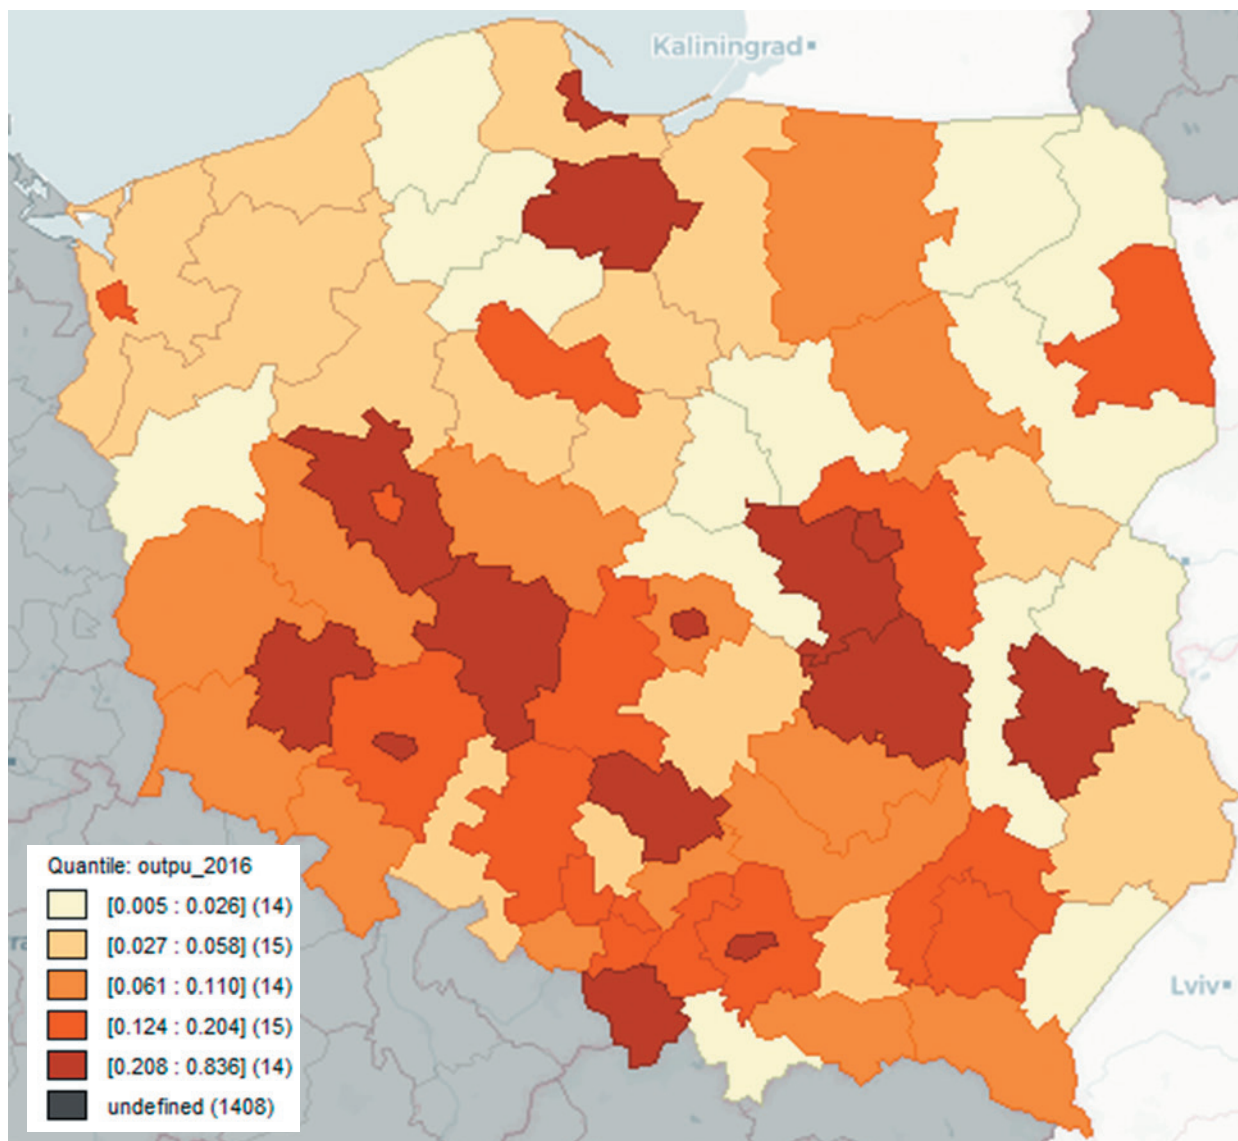 Kaliningrad
Lviv
Quantile: outpu_2016
[0.005 : 0.026] (14)
[0.027 : 0.058] (15)
[0.061 : 0.110] (14)
[0.124 : 0.204] (15)
[0.208 : 0.836] (14)
undefined (1408)